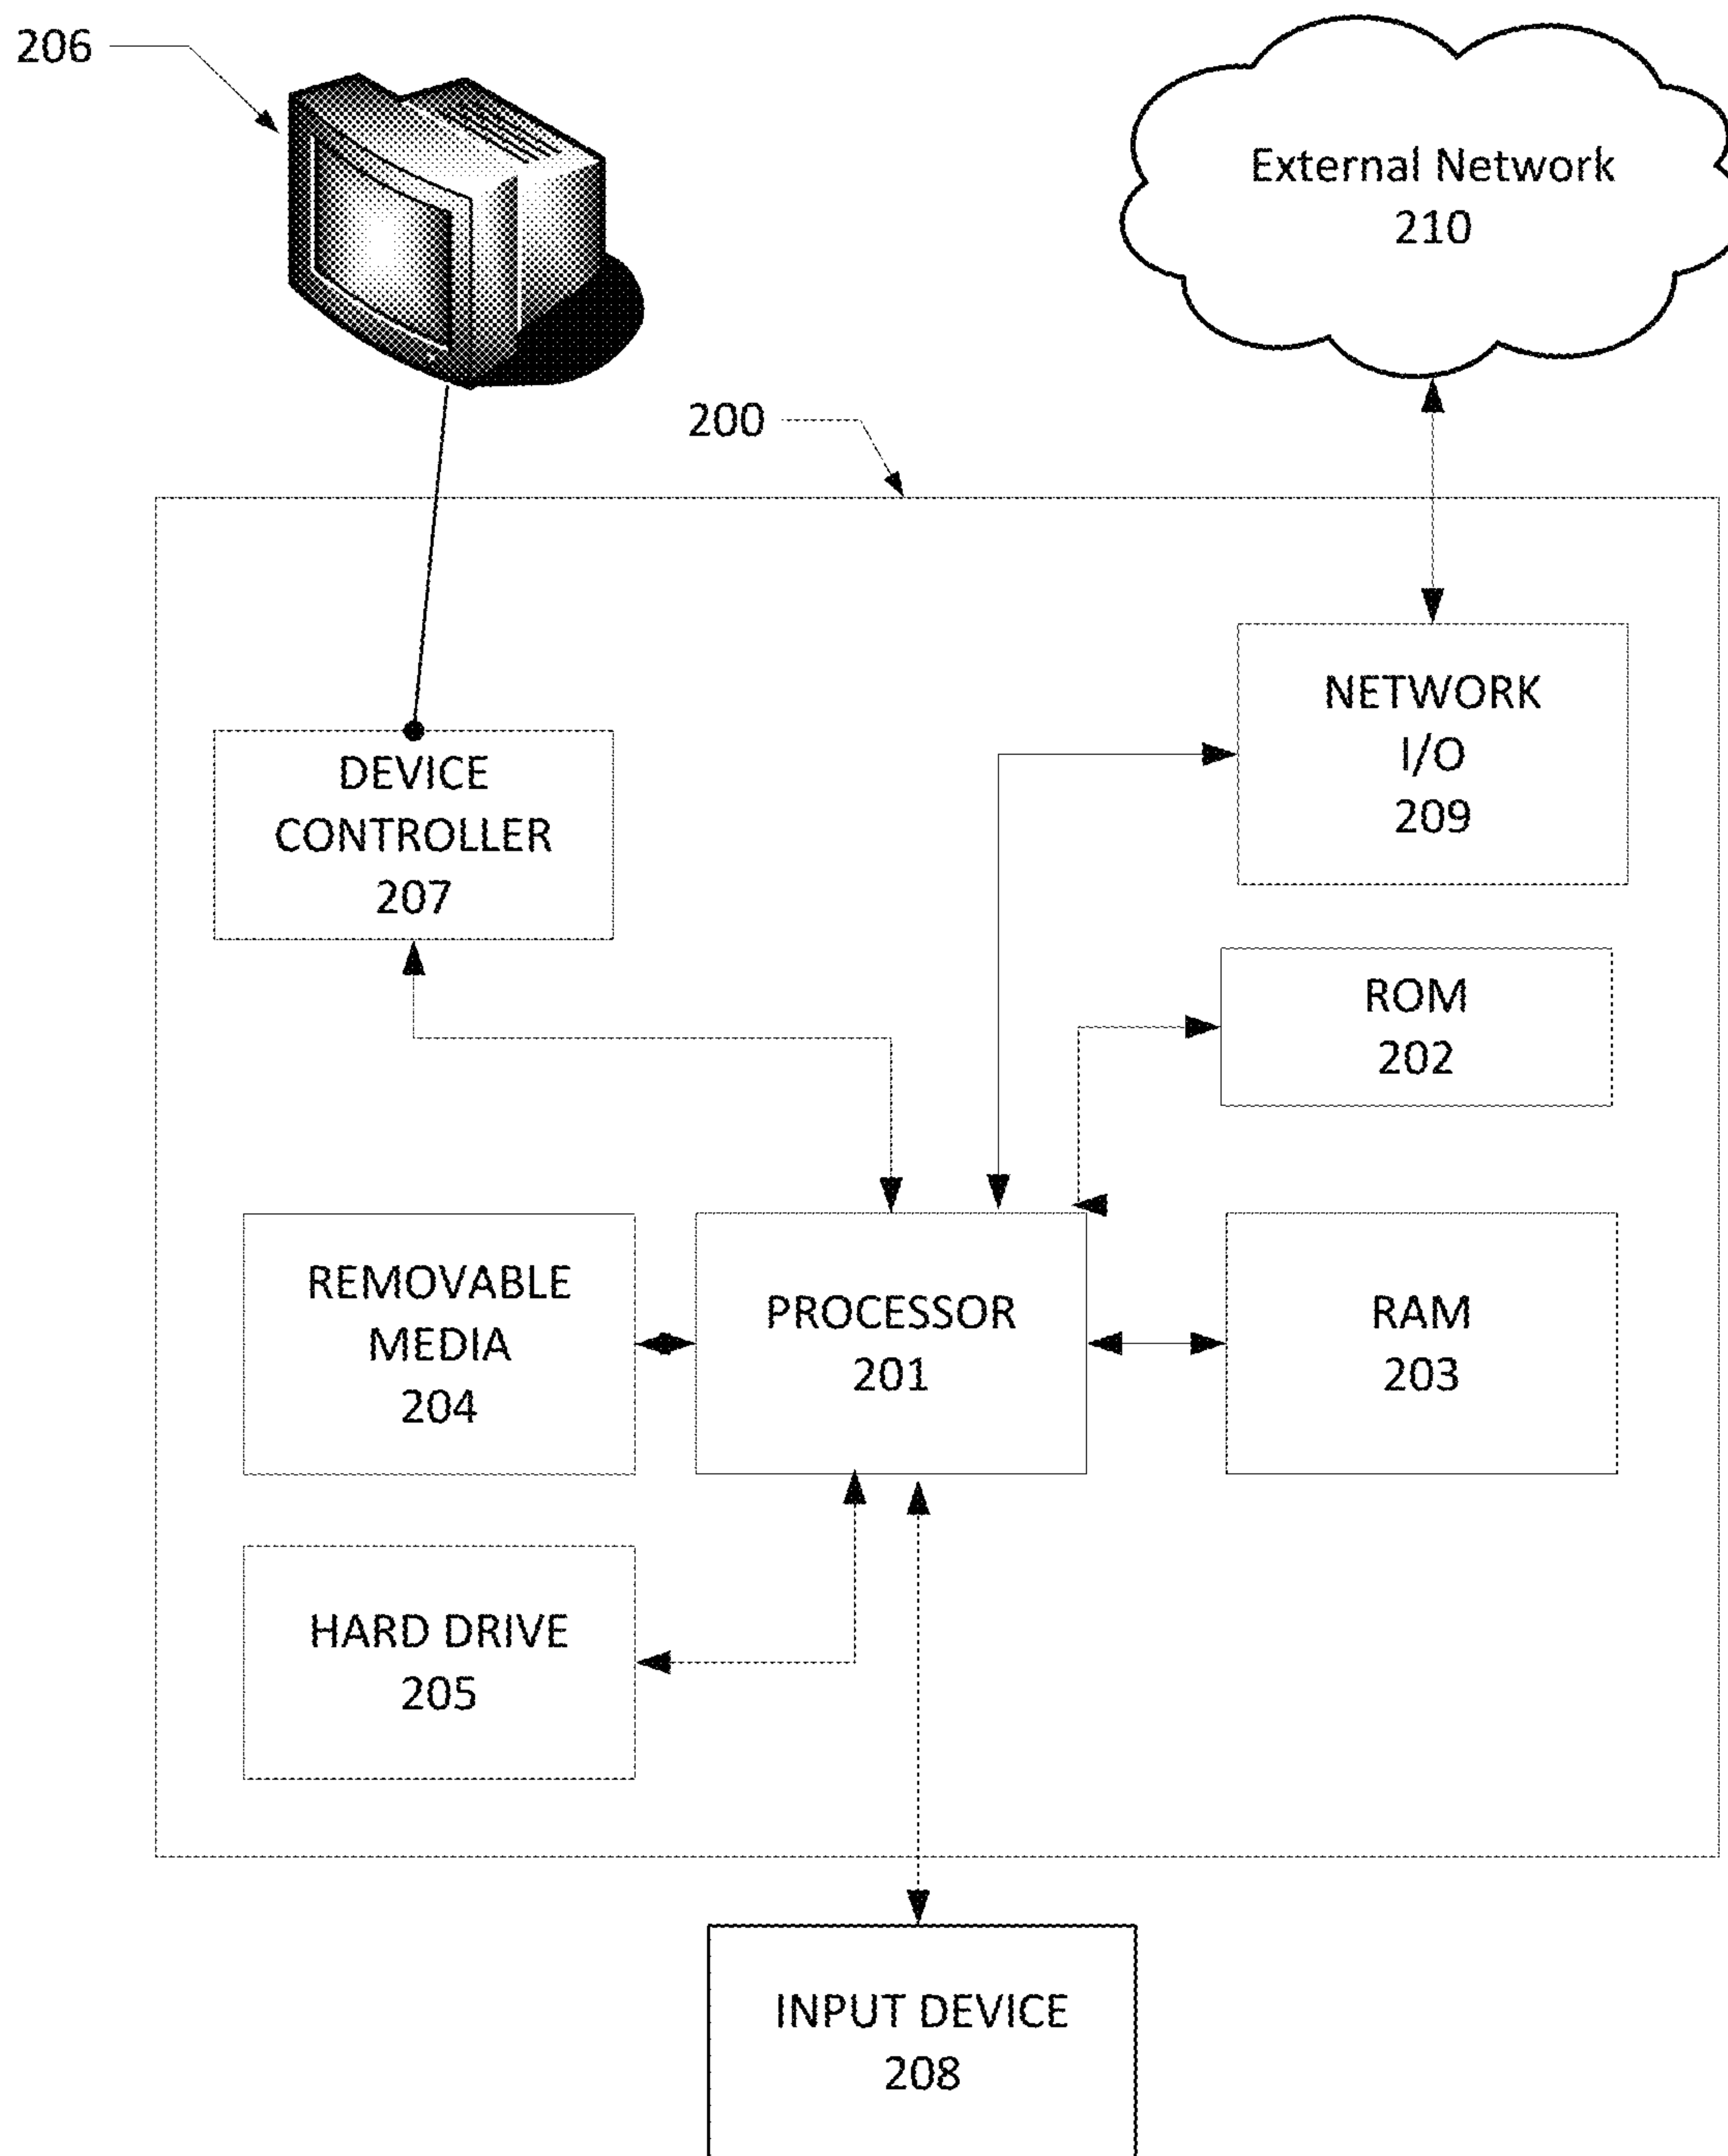 206
External Network
210
200
NETWORK
I/O
209
DEVICE
CONTROLLER
207
ROM
202
REMOVABLE
MEDIA
204
PROCESSOR
201
RAM
203
HARD DRIVE
205
INPUT DEVICE
208